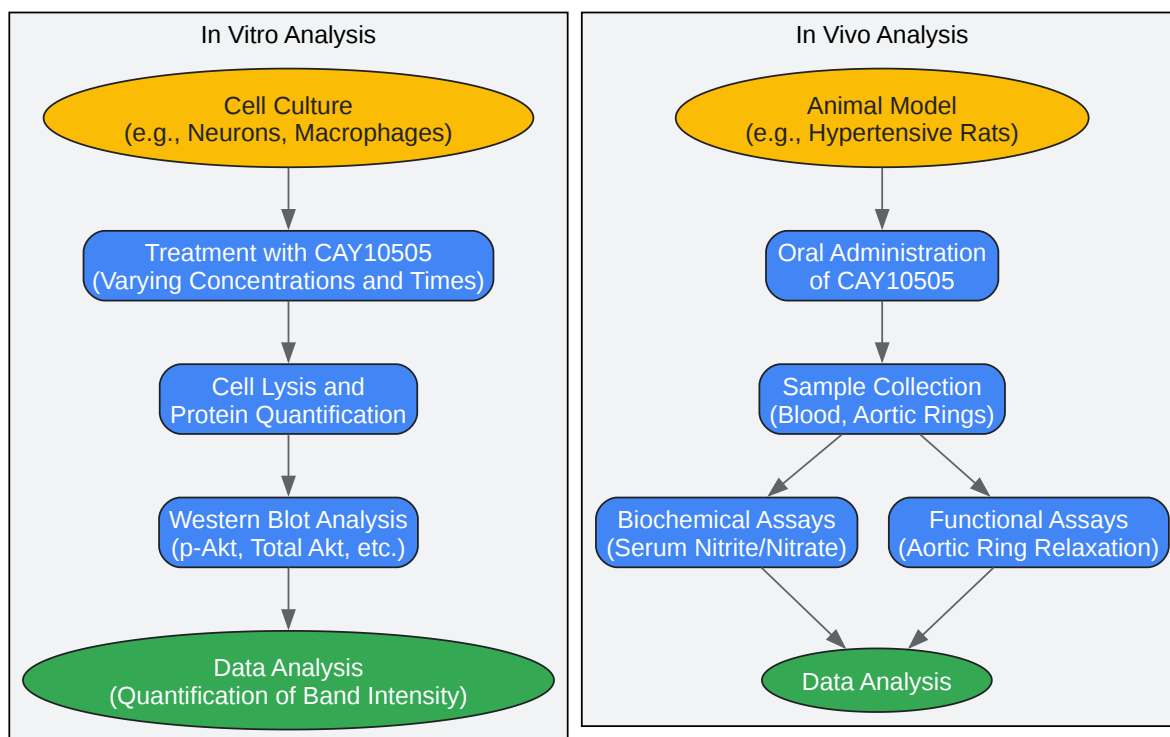 In Vitro Analysis
Cell Culture
(e.g., Neurons, Macrophages)
Treatment with CAY10505
(Varying Concentrations and Times)
Cell Lysis and
Protein Quantification
Western Blot Analysis
(p-Akt, Total Akt, etc.)
Data Analysis
(Quantification of Band Intensity)
In Vivo Analysis
Animal Model
(e.g., Hypertensive Rats)
Oral Administration
of CAY10505
Sample Collection
(Blood, Aortic Rings)
Biochemical Assays
(Serum Nitrite/Nitrate)
Functional Assays
(Aortic Ring Relaxation)
Data Analysis